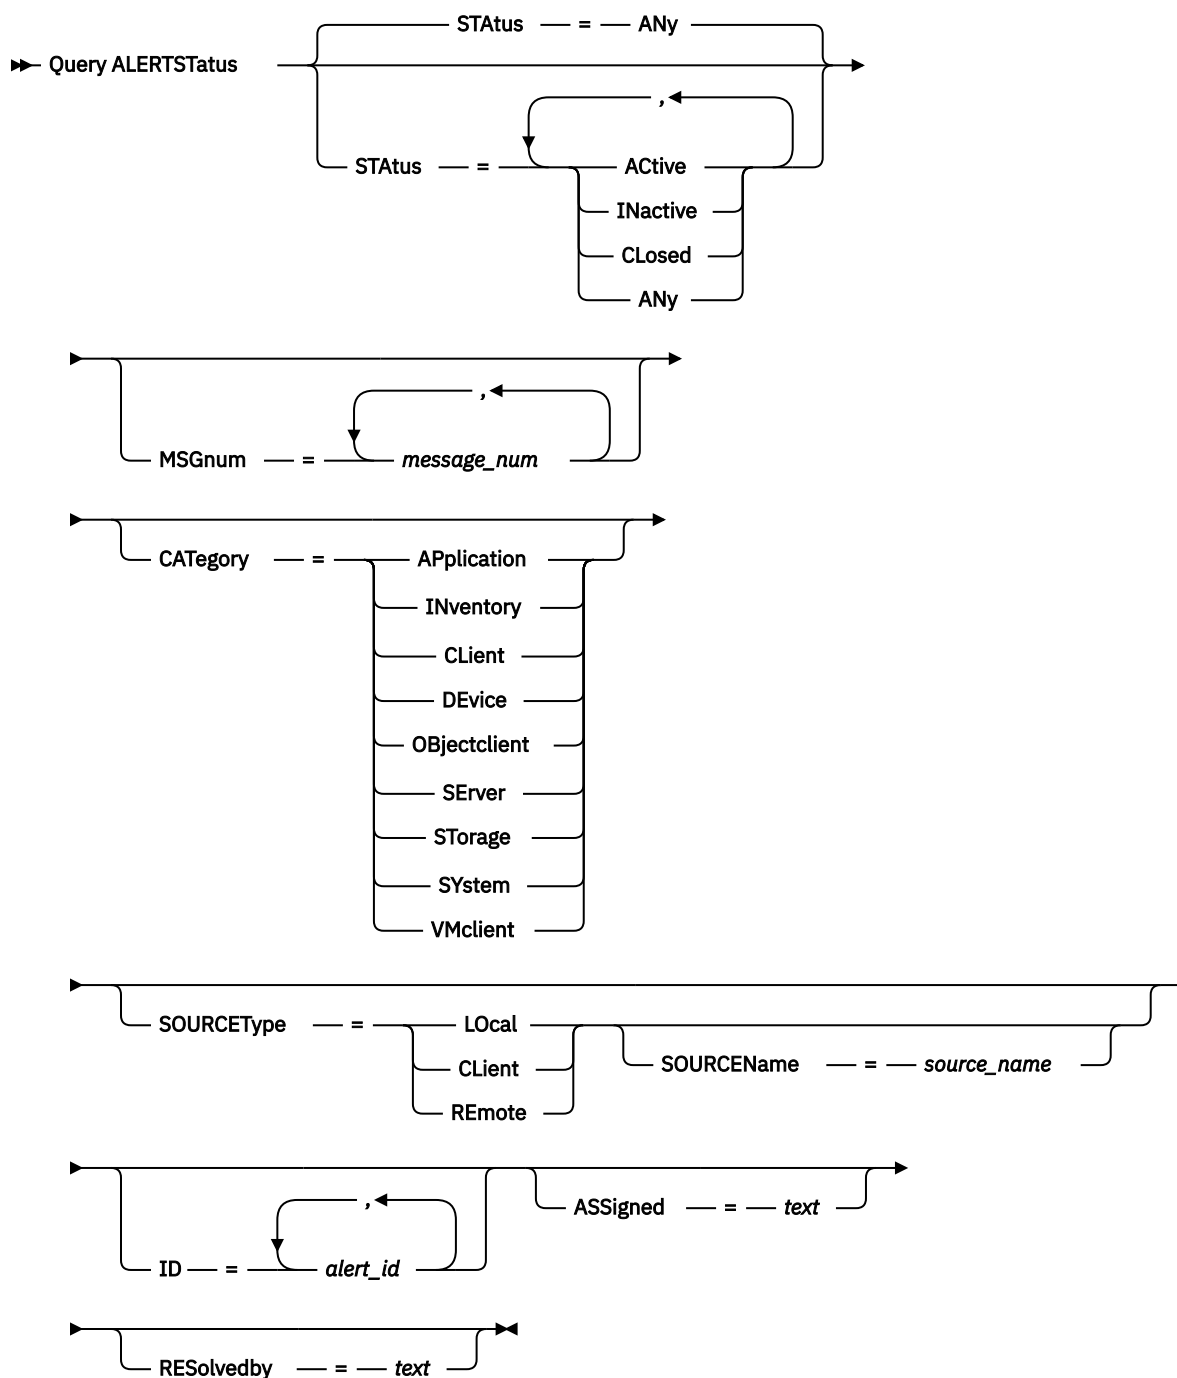 STAtus = ANy
Query ALERTSTatus
,
STAtus = ACtive
INactive
CLosed
ANy
,
MSGnum = message_num
CATegory = APplication
INventory
CLient
DEvice
OBjectclient
SErver
STorage
SYstem
VMclient
SOURCEType = LOcal
SOURCEName = source_name
CLient
REmote
,
ASSigned = text
ID = alert_id
RESolvedby = text